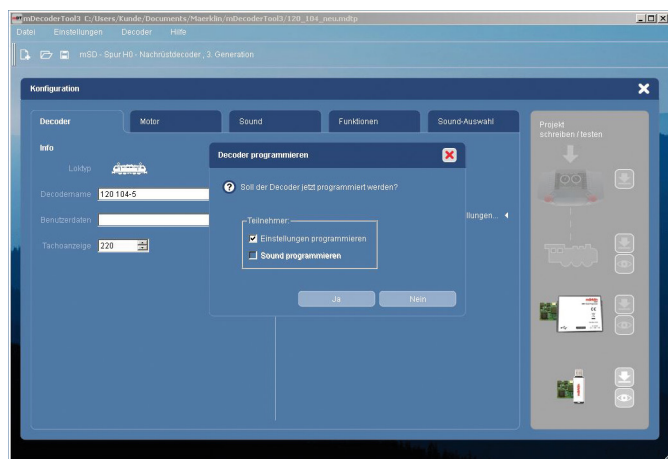 mDecoderTool3 C:/Users/Kunde/Documents/Maerklin/mDecoderTool3/120_104_neu.mdtp
Datei Einstellungen Decoder Hilfe
mSD - Spur H0 - Nachrüstdecoder, 3. Generation
Konfiguration
Decoder Motor Sound Funktionen Sound-Auswahl
Projekt
schreiben / testen
Info
Decoder programmieren
Loktyp
Soll der Decoder jetzt programmiert werden?
Decodername 120 104-5
Benutzerdaten
llungen...
Teilnehmer:
Einstellungen programmieren
Tachoanzeige 220
Sound programmieren
Ja Nein